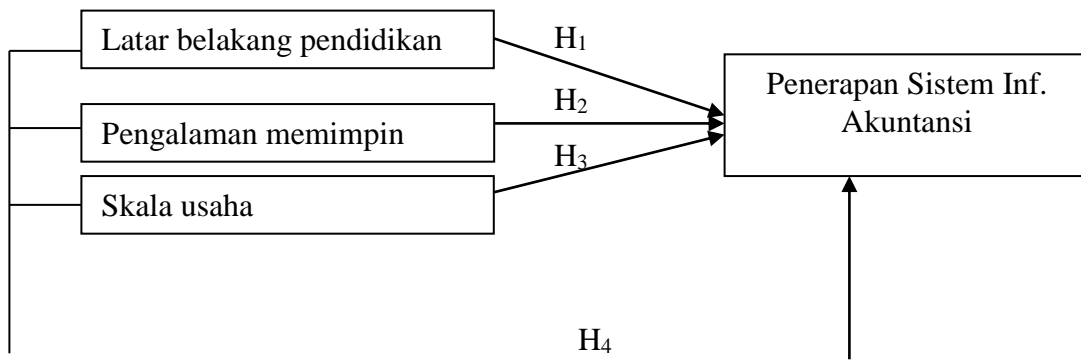 Latar belakang pendidikan
H₁
Penerapan Sistem Inf.
Akuntansi
Pengalaman memimpin
H₂
H₃
Skala usaha
H₄